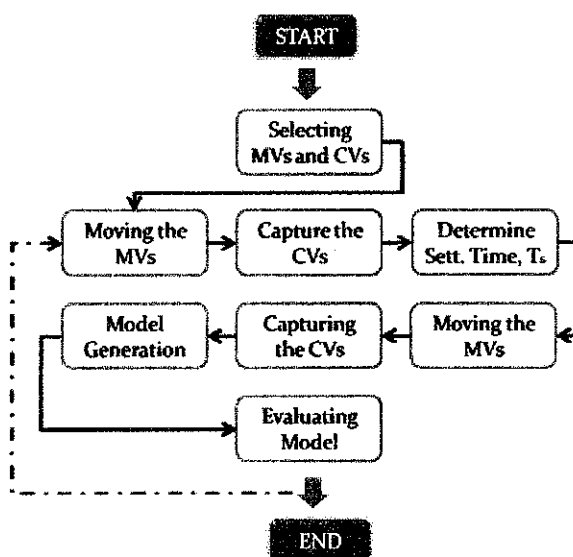 START
Selecting
MVs and CVs
Moving the
MVs
Capture the
CVs
Determine
Sett. Time, Ts
Model
Generation
Capturing
the CVs
Moving the
MVs
Evaluating
Model
END